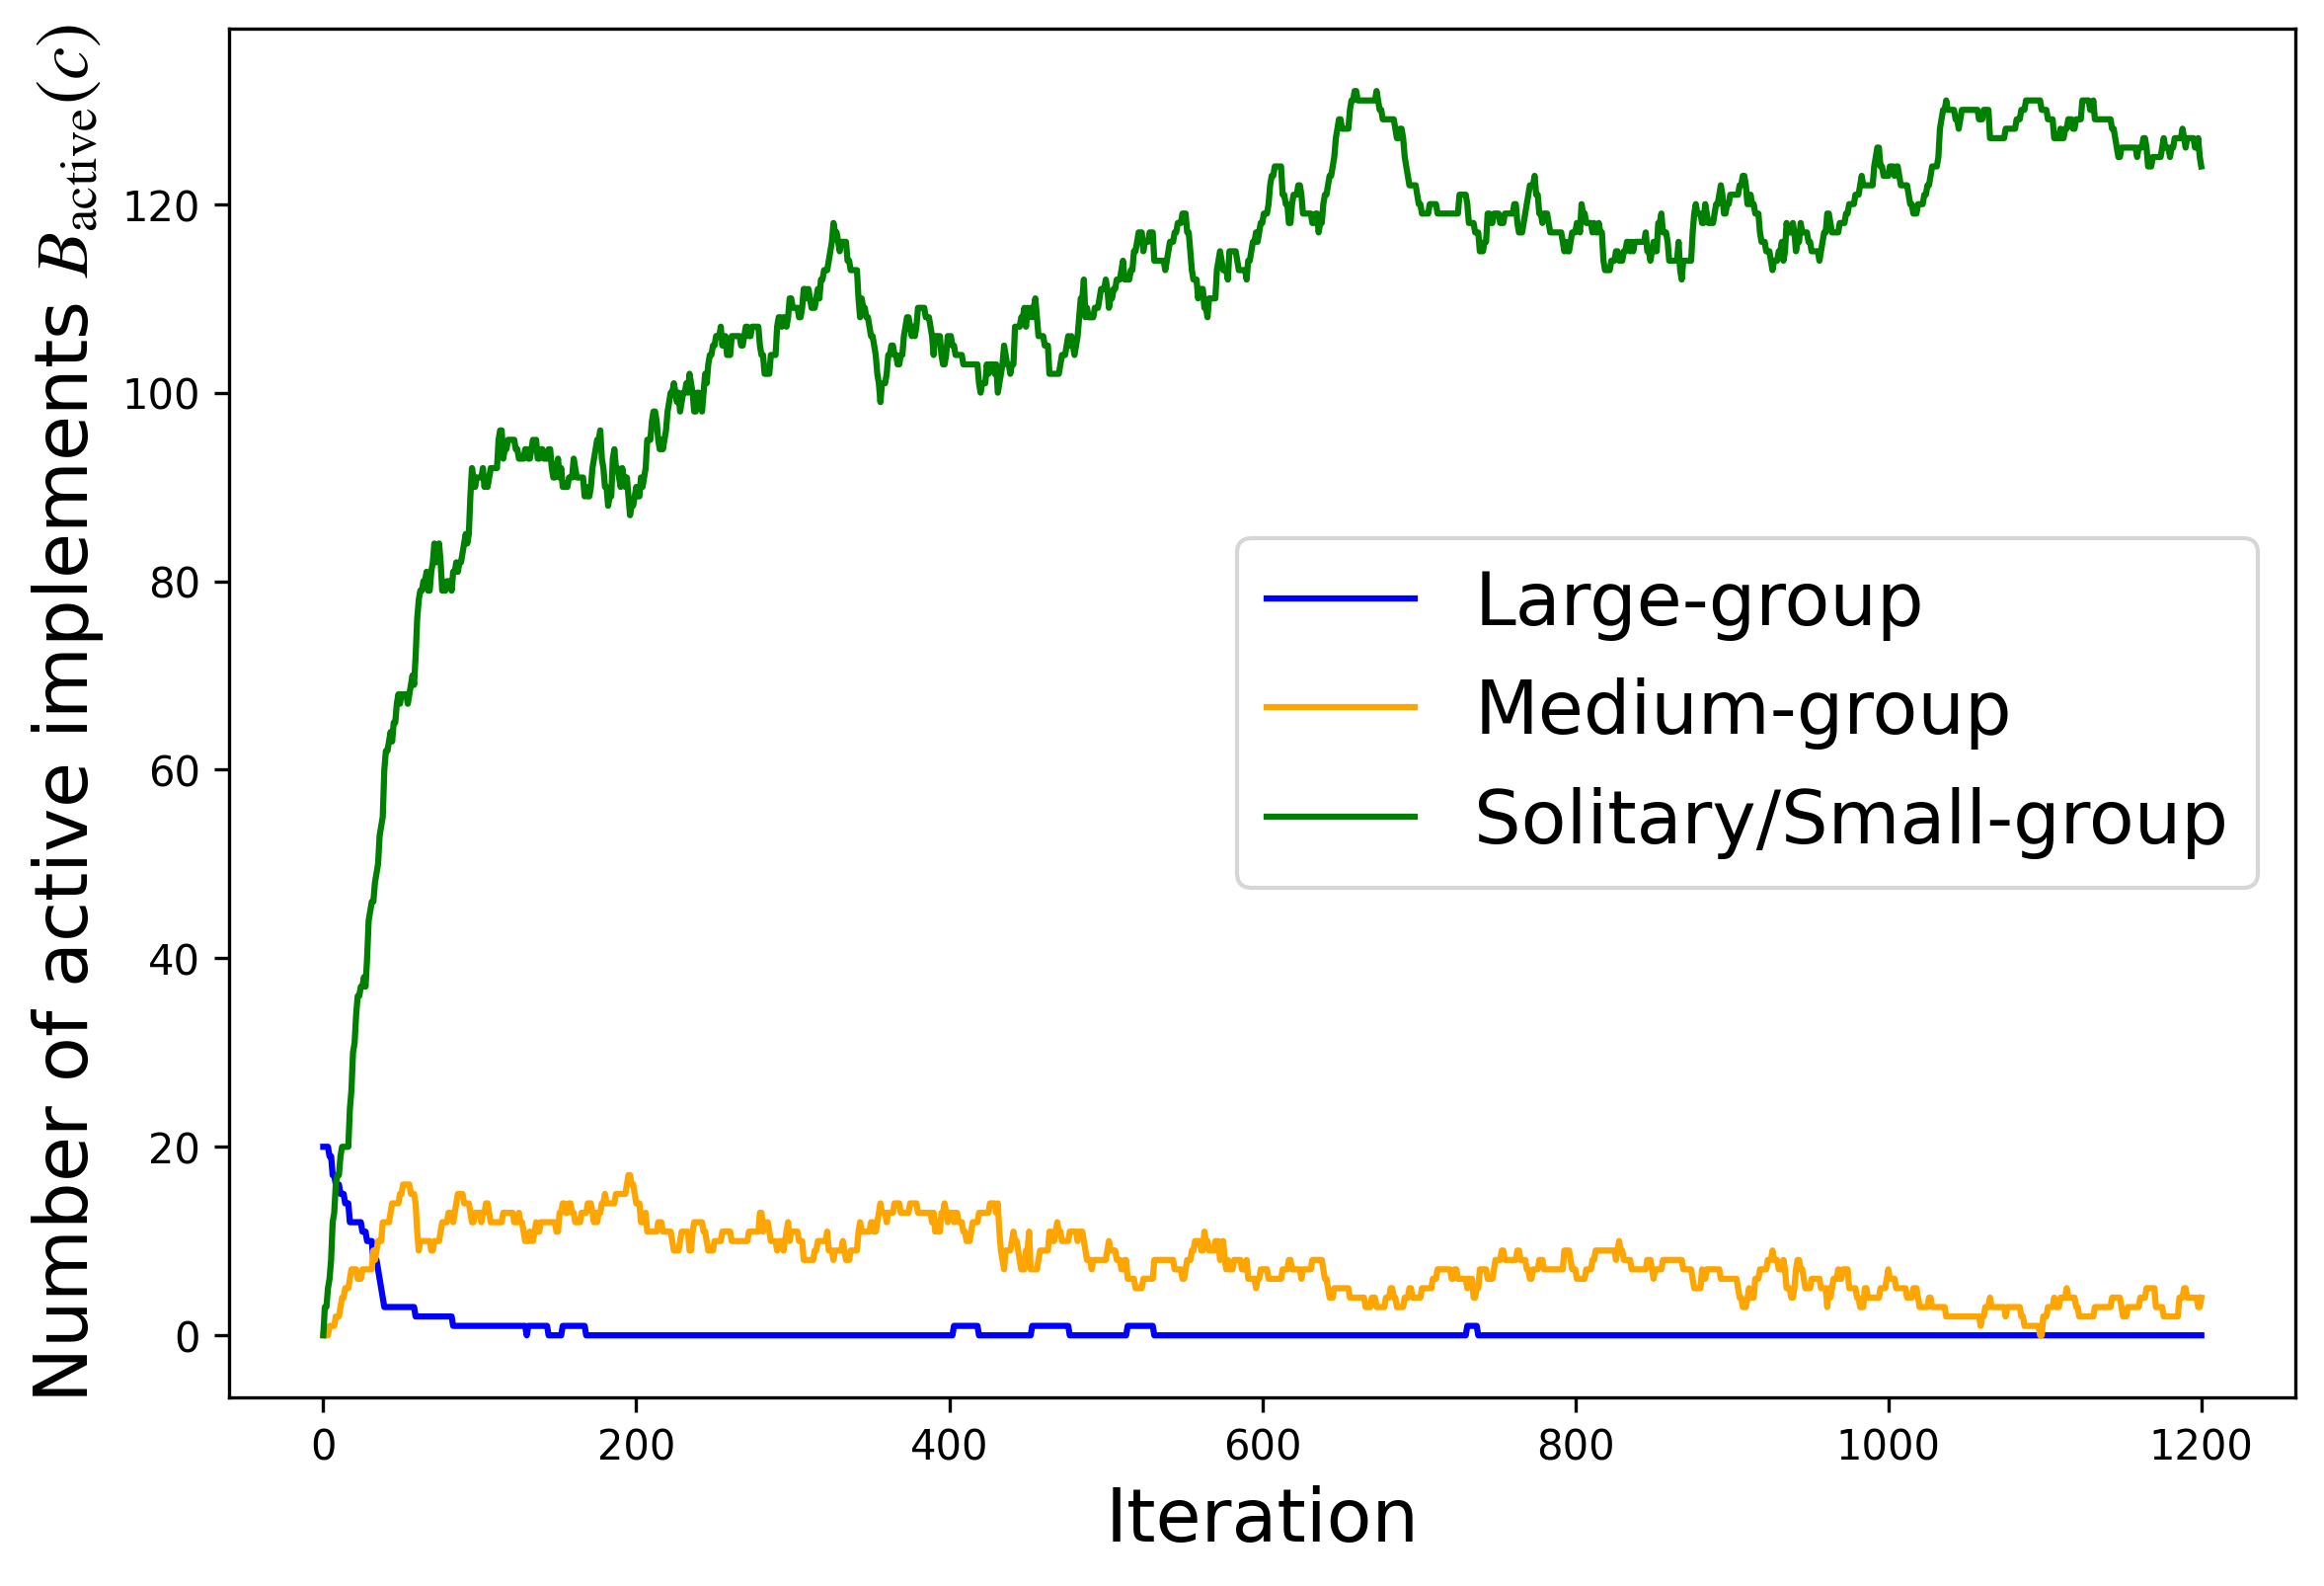 Number of active implements B_active(c)
120
100
80
60
40
20
0
Large-group
Medium-group
Solitary/Small-group
0 200 400 600 800 1000 1200
Iteration